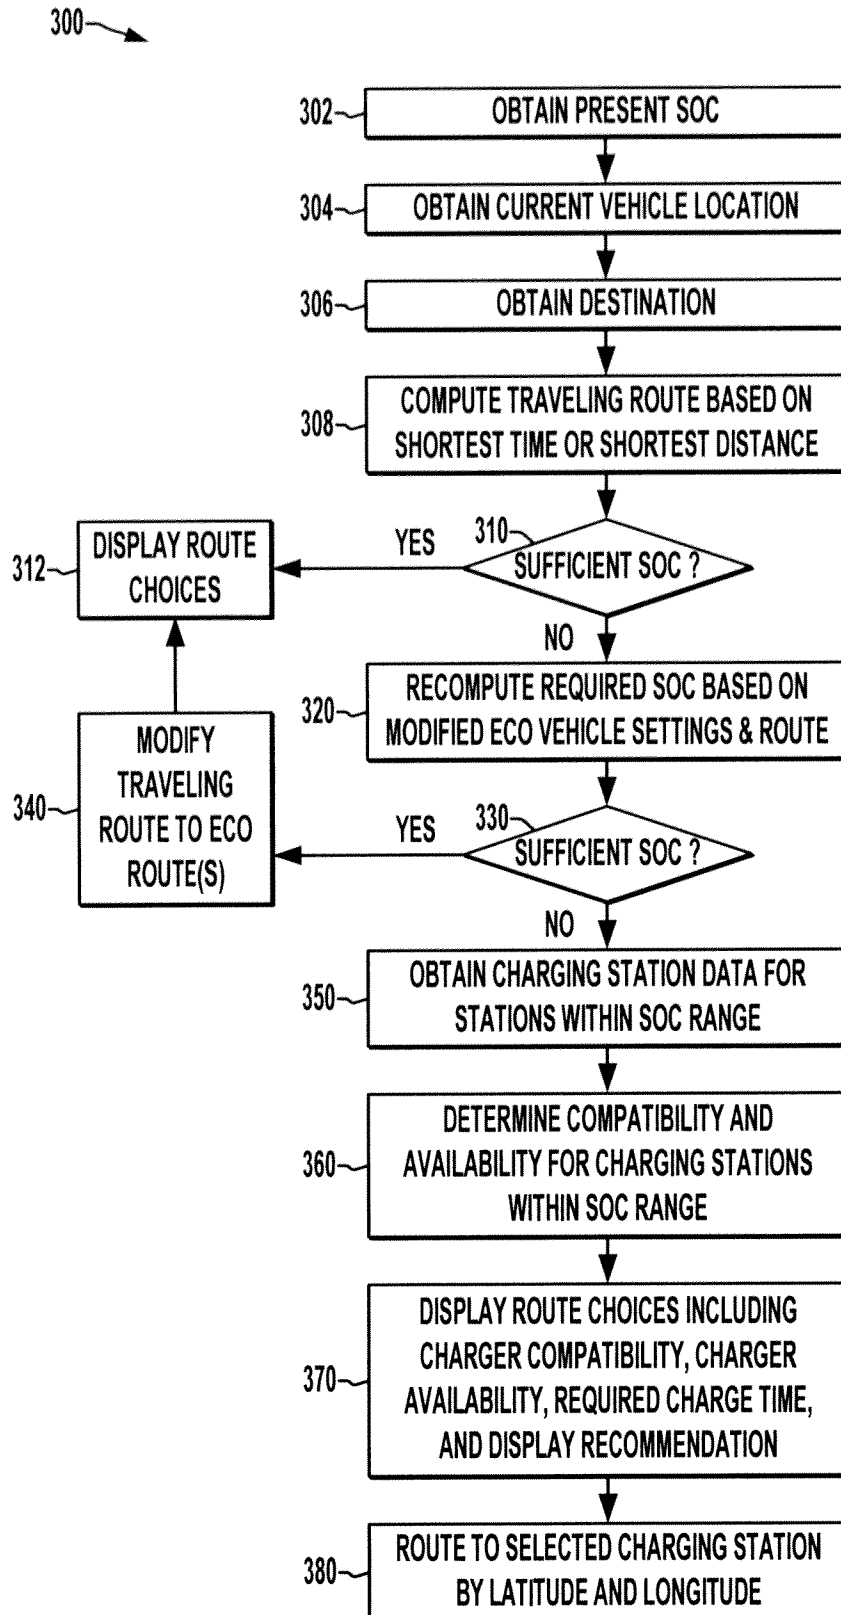 300
302
OBTAIN PRESENT SOC
304
OBTAIN CURRENT VEHICLE LOCATION
306
OBTAIN DESTINATION
308
COMPUTE TRAVELING ROUTE BASED ON
SHORTEST TIME OR SHORTEST DISTANCE
310
SUFFICIENT SOC ?
YES
312
DISPLAY ROUTE
CHOICES
NO
320
RECOMPUTE REQUIRED SOC BASED ON
MODIFIED ECO VEHICLE SETTINGS & ROUTE
330
SUFFICIENT SOC ?
YES
340
MODIFY
TRAVELING
ROUTE TO ECO
ROUTE(S)
NO
350
OBTAIN CHARGING STATION DATA FOR
STATIONS WITHIN SOC RANGE
360
DETERMINE COMPATIBILITY AND
AVAILABILITY FOR CHARGING STATIONS
WITHIN SOC RANGE
370
DISPLAY ROUTE CHOICES INCLUDING
CHARGER COMPATIBILITY, CHARGER
AVAILABILITY, REQUIRED CHARGE TIME,
AND DISPLAY RECOMMENDATION
380
ROUTE TO SELECTED CHARGING STATION
BY LATITUDE AND LONGITUDE